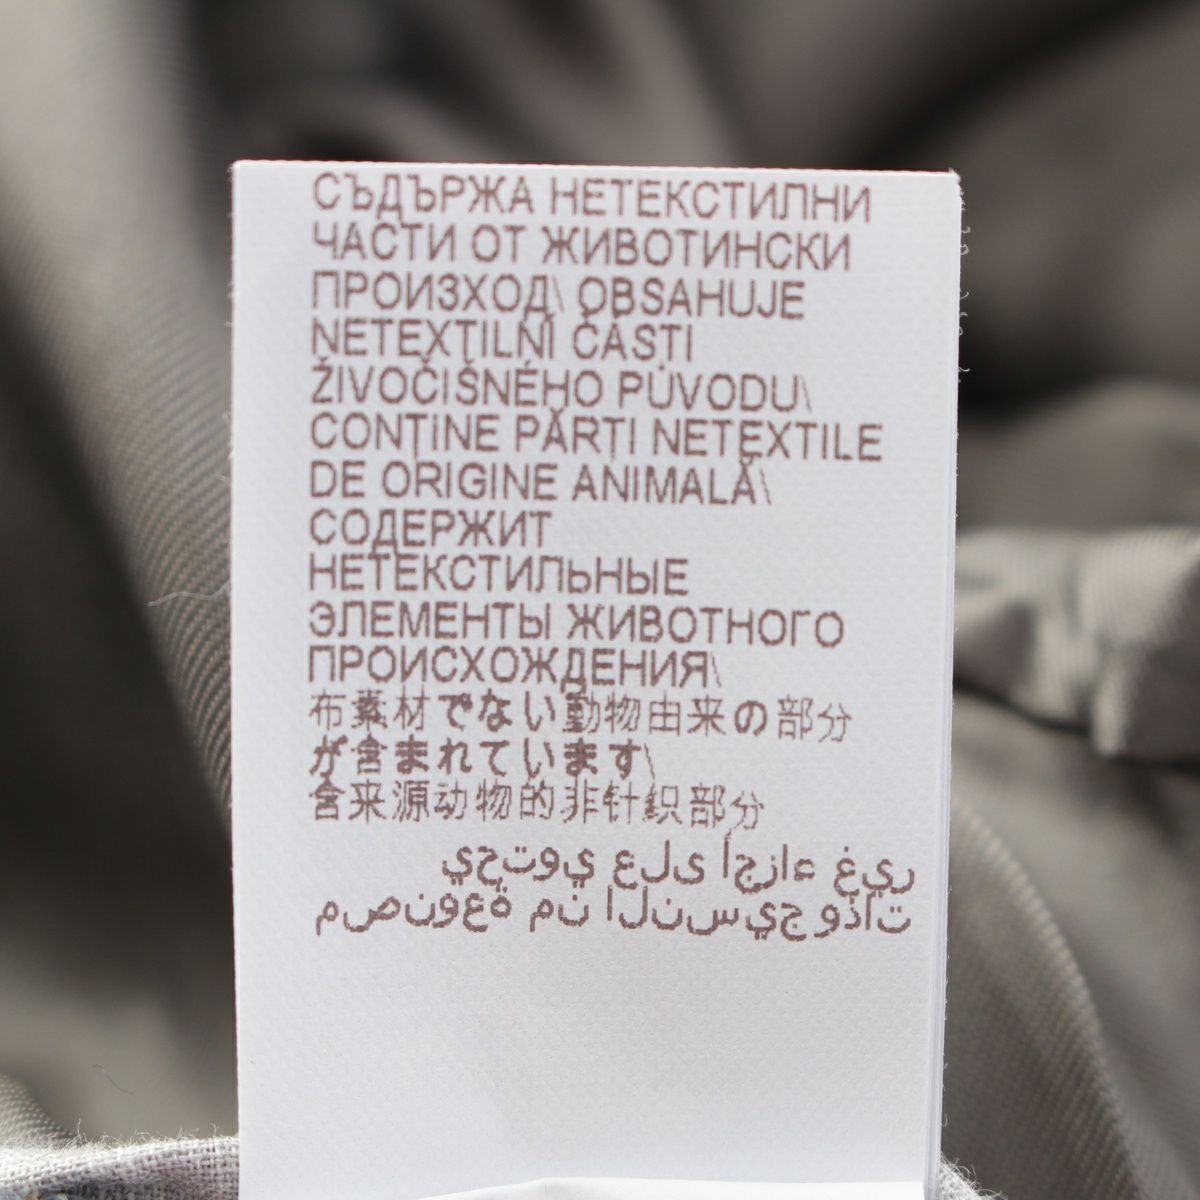 СЪДЪРЖА НЕТЕКСТИЛНИ
ЧАСТИ ОТ ЖИВОТИНСКИ
ПРОИЗХОД\ OBSAHUJE
NETEXTILNÍ ČÁSTI
ŽIVOČIŠNÉHO PŮVODU\
CONȚINE PĂRȚI NETEXTILE
DE ORIGINE ANIMALĂ\
СОДЕРЖИТ
НЕТЕКСТИЛЬНЫЕ
ЭЛЕМЕНТЫ ЖИВОТНОГО
ПРОИСХОЖДЕНИЯ\
布素材でない動物由来の部分
が含まれています\
含来源动物的非针织部分
يحتوي على أجزاء غير
مصنوعة من النسيج وذات